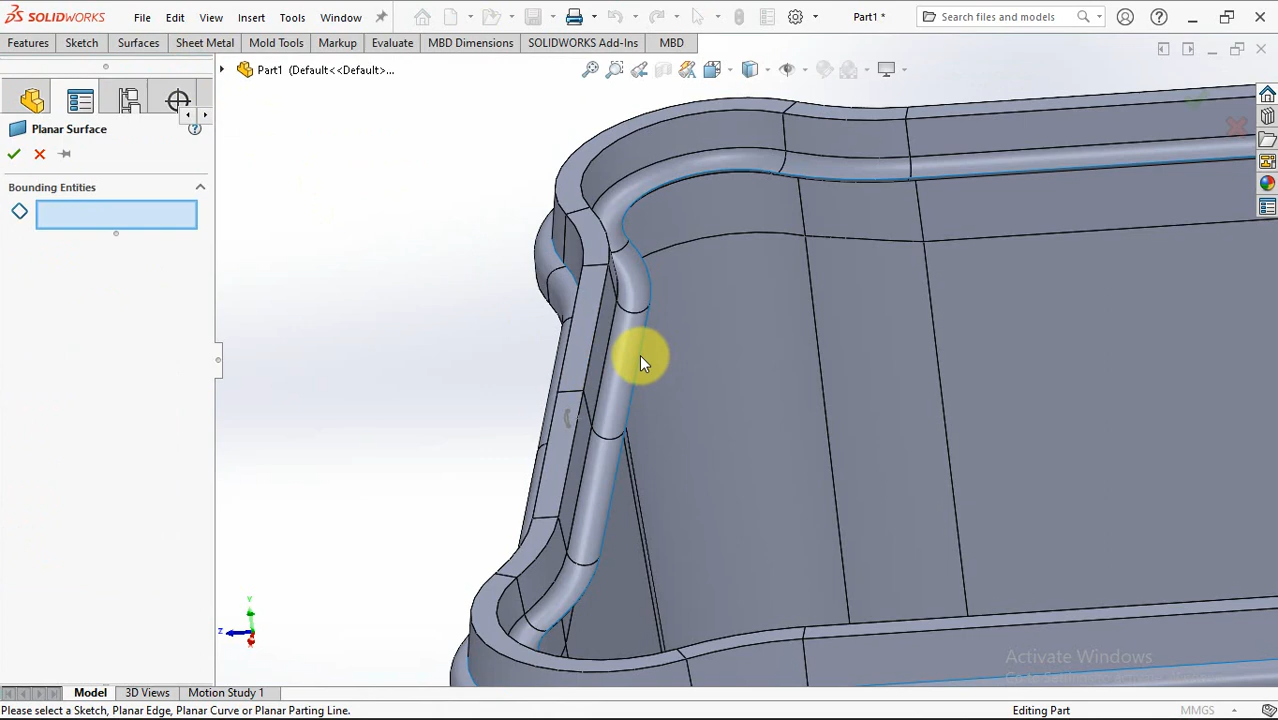 SOLIDWORKS File Edit View Insert Tools Window Part1 * Search files and models
Features Sketch Surfaces Sheet Metal Mold Tools Markup Evaluate MBD Dimensions SOLIDWORKS Add-Ins MBD
Part1 (Default<<Default>...
Planar Surface
Bounding Entities
Y
Z
Activate Windows
Model 3D Views Motion Study 1
Please select a Sketch, Planar Edge, Planar Curve or Planar Parting Line. Editing Part MMGS